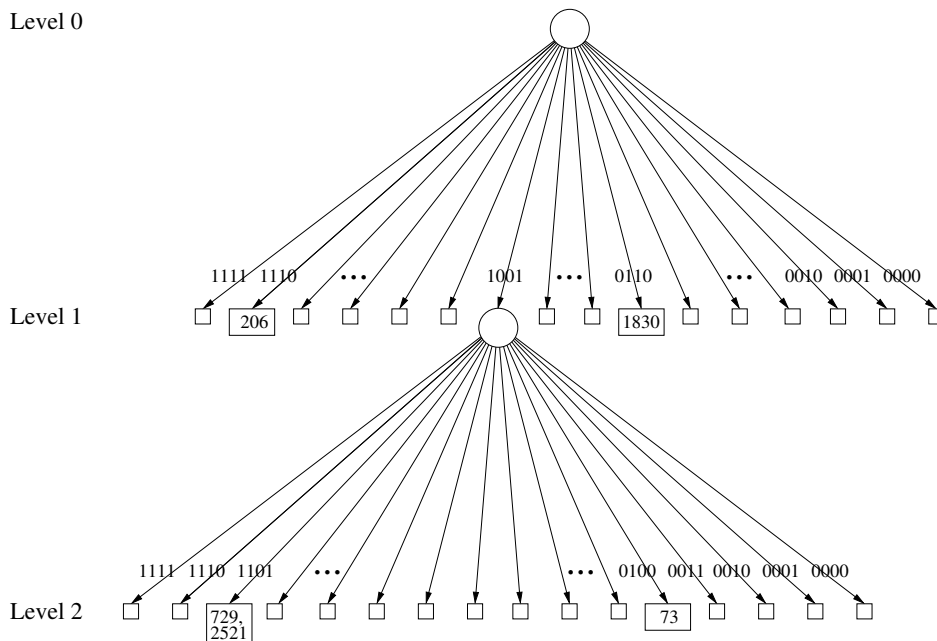 Level 0
1111 1110 ... 1001 ... 0110 ... 0010 0001 0000
Level 1 206 1830
1111 1110 1101 ... ... 0100 0011 0010 0001 0000
Level 2 729, 73
2521